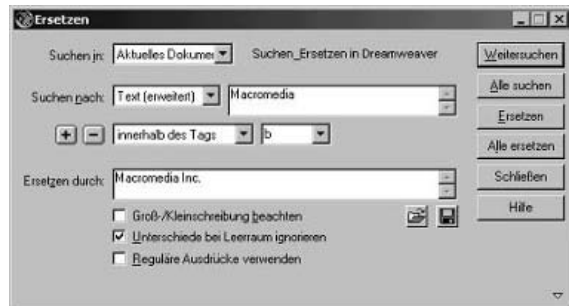 Ersetzen
Suchen in: Aktuelles Dokumen Suchen_Ersetzen in Dreamweaver Weitersuchen
Alle suchen
Suchen nach: Text (erweitert) Macromedia
Ersetzen
+ - innerhalb des Tags b
Alle ersetzen
Ersetzen durch: Macromedia Inc. Schließen
Groß-/Kleinschreibung beachten Hilfe
Unterschiede bei Leerraum ignorieren
Reguläre Ausdrücke verwenden